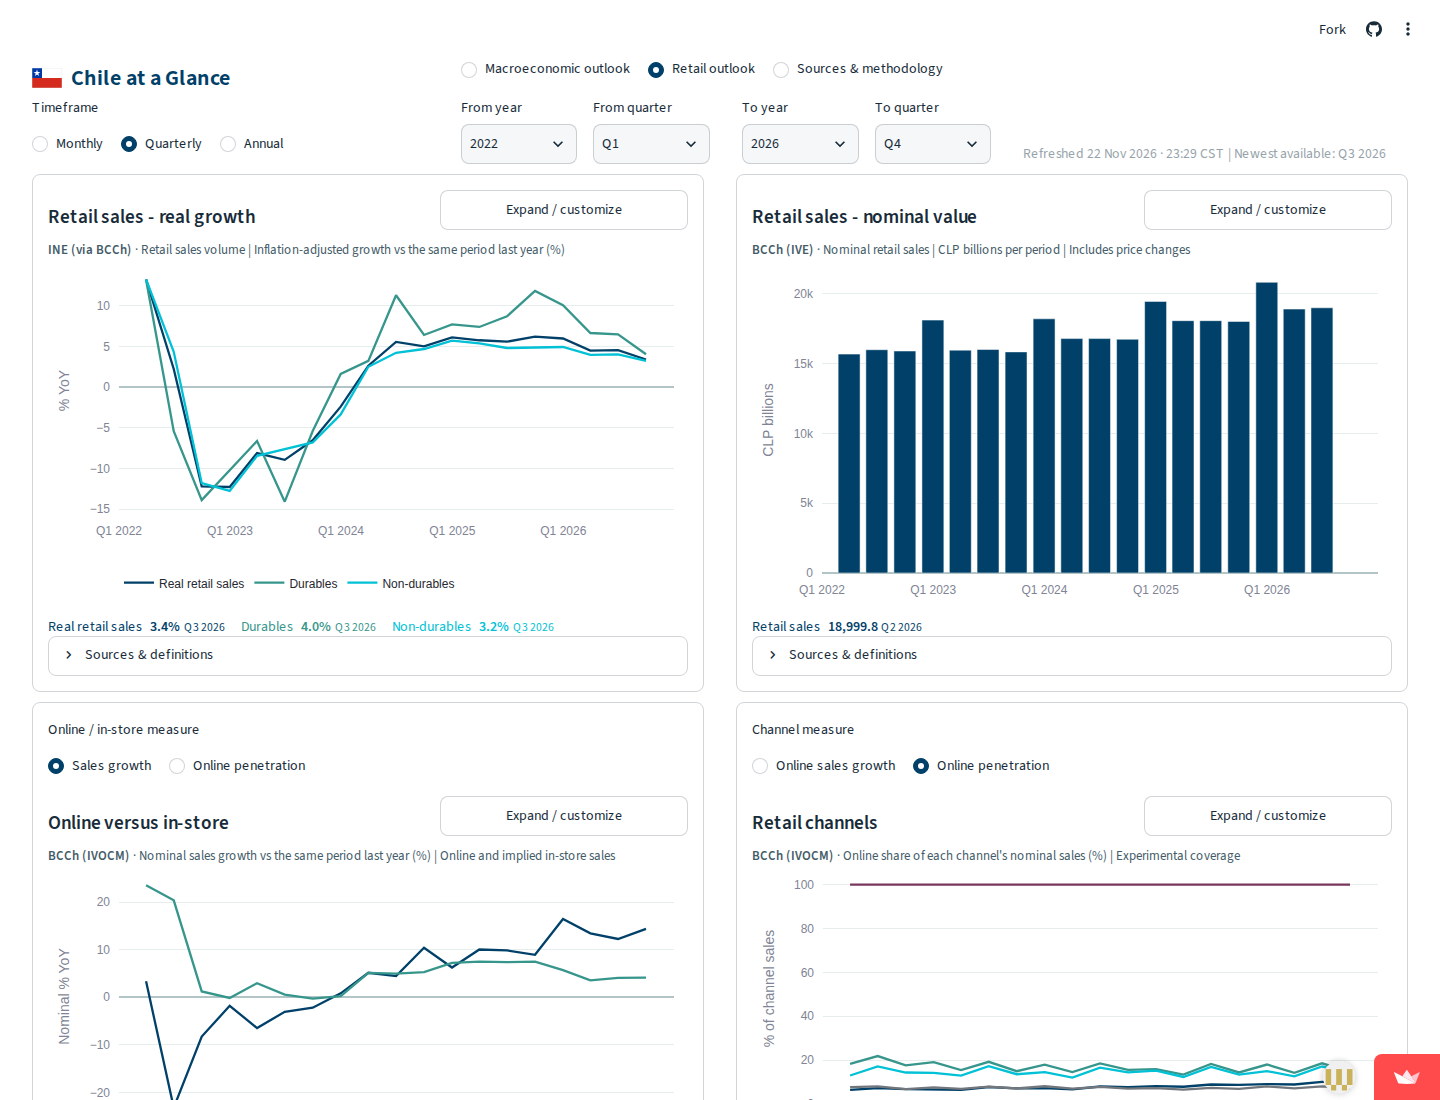 Fork
Chile at a Glance
Macroeconomic outlook Retail outlook Sources & methodology
Timeframe
Monthly Quarterly Annual
From year From quarter To year To quarter
2022 Q1 2026 Q4
Refreshed 22 Nov 2026 · 23:29 CST | Newest available: Q3 2026
Retail sales - real growth
Expand / customize
INE (via BCCh) · Retail sales volume | Inflation-adjusted growth vs the same period last year (%)
% YoY
10
5
0
−5
−10
−15
Q1 2022 Q1 2023 Q1 2024 Q1 2025 Q1 2026
Real retail sales Durables Non-durables
Real retail sales 3.4% Q3 2026 Durables 4.0% Q3 2026 Non-durables 3.2% Q3 2026
Sources & definitions
Retail sales - nominal value
Expand / customize
BCCh (IVE) · Nominal retail sales | CLP billions per period | Includes price changes
CLP billions
20k
15k
10k
5k
0
Q1 2022 Q1 2023 Q1 2024 Q1 2025 Q1 2026
Retail sales 18,999.8 Q2 2026
Sources & definitions
Online / in-store measure
Sales growth Online penetration
Online versus in-store
Expand / customize
BCCh (IVOCM) · Nominal sales growth vs the same period last year (%) | Online and implied in-store sales
Nominal % YoY
20
10
0
−10
−20
Channel measure
Online sales growth Online penetration
Retail channels
Expand / customize
BCCh (IVOCM) · Online share of each channel's nominal sales (%) | Experimental coverage
% of channel sales
100
80
60
40
20